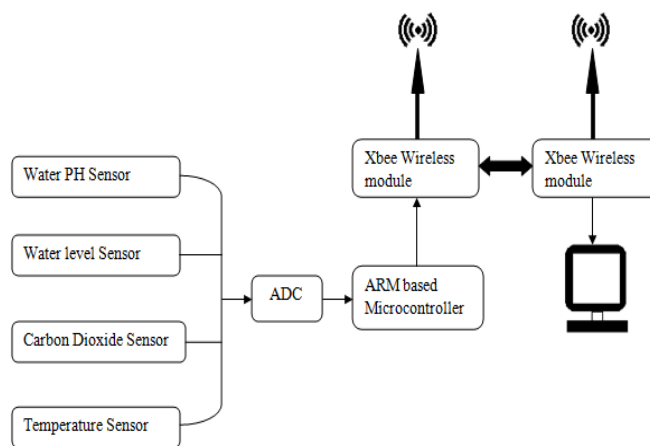 Xbee Wireless
module
Xbee Wireless
module
Water PH Sensor
Water level Sensor
ADC
ARM based
Microcontroller
Carbon Dioxide Sensor
Temperature Sensor